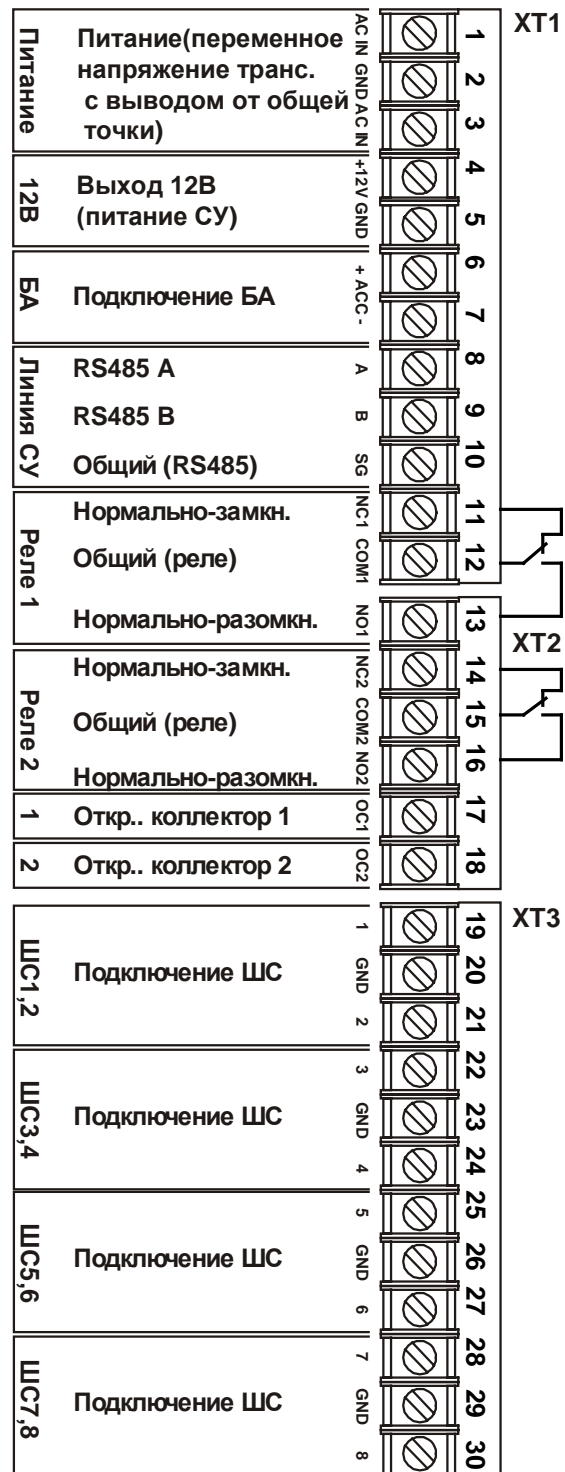 XT1
Питание
Питание(переменное
напряжение транс.
с выводом от общей
точки)
AC IN GND AC IN
1
2
3
12В
Выход 12В
(питание СУ)
+12V GND
4
5
БА
Подключение БА
+ ACC -
6
7
Линия СУ
RS485 A
A
8
RS485 B
B
9
Общий (RS485)
SG
10
Реле 1
Нормально-замкн.
NC1
11
Общий (реле)
COM1
12
Нормально-разомкн.
NO1
13
XT2
Реле 2
Нормально-замкн.
NC2
14
Общий (реле)
COM2
15
Нормально-разомкн.
NO2
16
1
Откр.. коллектор 1
OC1
17
2
Откр.. коллектор 2
OC2
18
XT3
ШС1,2
Подключение ШС
1
GND
2
19
20
21
ШС3,4
Подключение ШС
3
GND
4
22
23
24
ШС5,6
Подключение ШС
5
GND
6
25
26
27
ШС7,8
Подключение ШС
7
GND
8
28
29
30